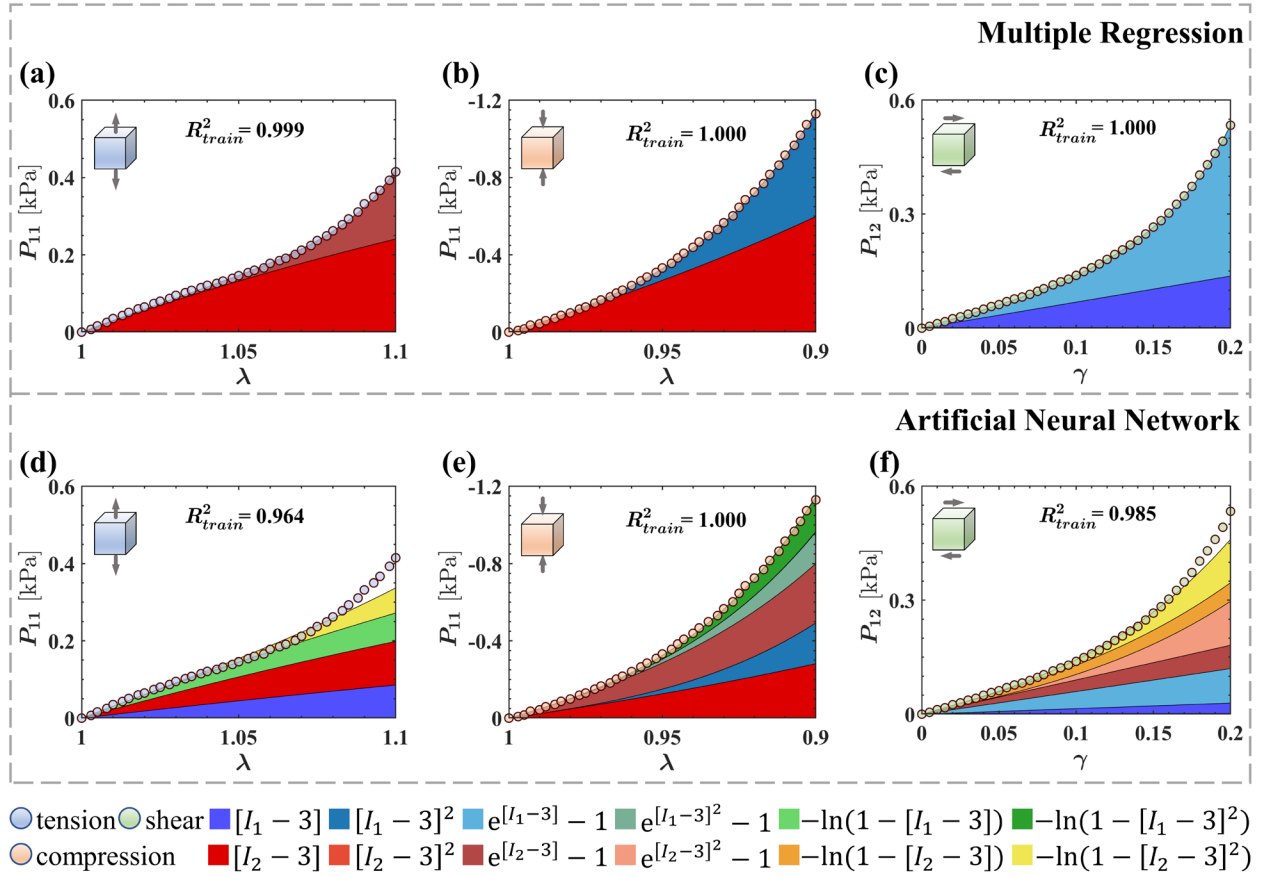 Multiple Regression
(a)
0.6
0.4
0.2
0
P₁₁ [kPa]
R²train = 0.999
1
1.05
1.1
λ
(b)
-1.2
-0.8
-0.4
0
P₁₁ [kPa]
R²train = 1.000
1
0.95
0.9
λ
(c)
0.6
0.3
0
P₁₂ [kPa]
R²train = 1.000
0
0.05
0.1
0.15
0.2
γ
Artificial Neural Network
(d)
0.6
0.4
0.2
0
P₁₁ [kPa]
R²train = 0.964
1
1.05
1.1
λ
(e)
-1.2
-0.8
-0.4
0
P₁₁ [kPa]
R²train = 1.000
1
0.95
0.9
λ
(f)
0.6
0.3
0
P₁₂ [kPa]
R²train = 0.985
0
0.05
0.1
0.15
0.2
γ
tension shear [I₁ − 3] [I₁ − 3]² e^[I₁−3] − 1 e^[I₁−3]² − 1 −ln(1 − [I₁ − 3]) −ln(1 − [I₁ − 3]²)
compression [I₂ − 3] [I₂ − 3]² e^[I₂−3] − 1 e^[I₂−3]² − 1 −ln(1 − [I₂ − 3]) −ln(1 − [I₂ − 3]²)